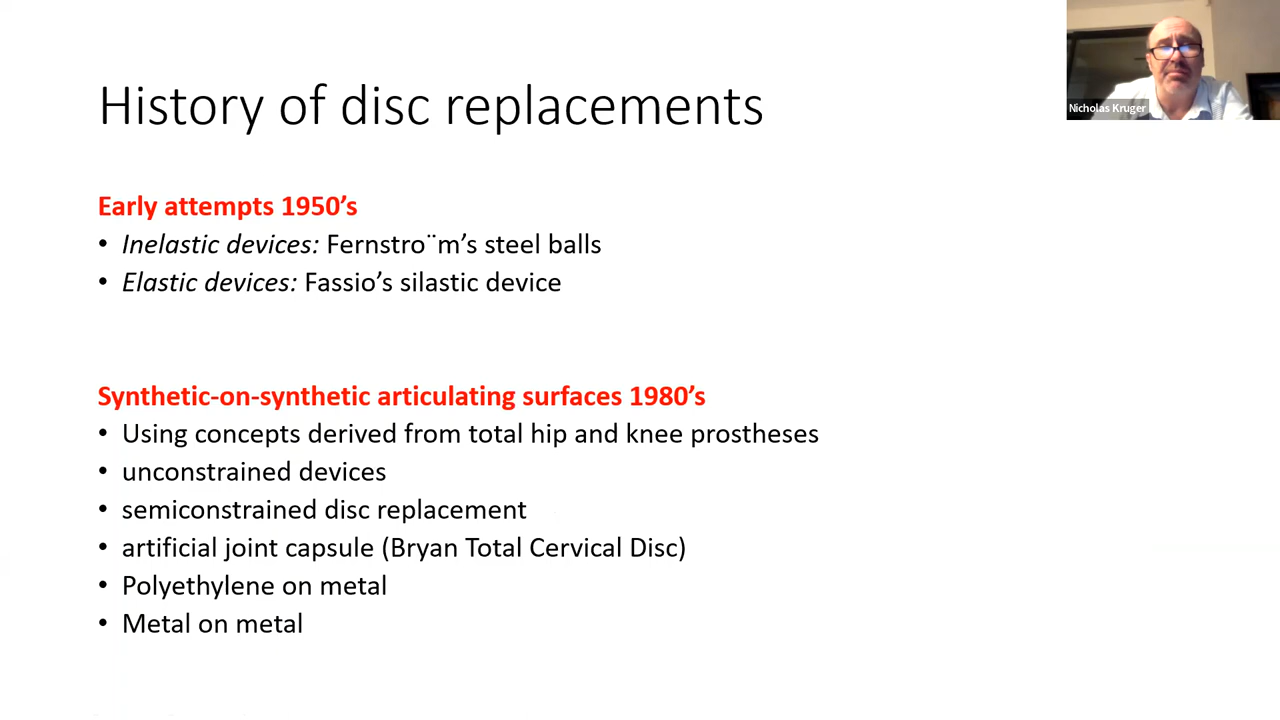 Nicholas Kruger
History of disc replacements
Early attempts 1950’s
• Inelastic devices: Fernstro¨m’s steel balls
• Elastic devices: Fassio’s silastic device
Synthetic-on-synthetic articulating surfaces 1980’s
• Using concepts derived from total hip and knee prostheses
• unconstrained devices
• semiconstrained disc replacement
• artificial joint capsule (Bryan Total Cervical Disc)
• Polyethylene on metal
• Metal on metal